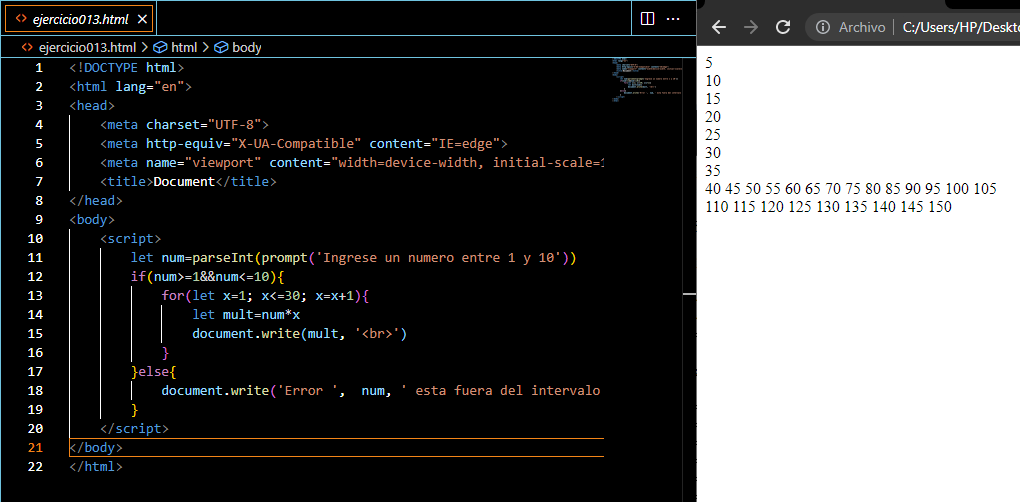 ejercicio013.html
ejercicio013.html > html > body
1 <!DOCTYPE html>
2 <html lang="en">
3 <head>
4 <meta charset="UTF-8">
5 <meta http-equiv="X-UA-Compatible" content="IE=edge">
6 <meta name="viewport" content="width=device-width, initial-scale=1
7 <title>Document</title>
8 </head>
9 <body>
10 <script>
11 let num=parseInt(prompt('Ingrese un numero entre 1 y 10'))
12 if(num>=1&&num<=10){
13 for(let x=1; x<=30; x=x+1){
14 let mult=num*x
15 document.write(mult, '<br>')
16 }
17 }else{
18 document.write('Error ',  num, ' esta fuera del intervalo
19 }
20 </script>
21 </body>
22 </html>
Archivo | C:/Users/HP/Deskto
5
10
15
20
25
30
35
40 45 50 55 60 65 70 75 80 85 90 95 100 105
110 115 120 125 130 135 140 145 150